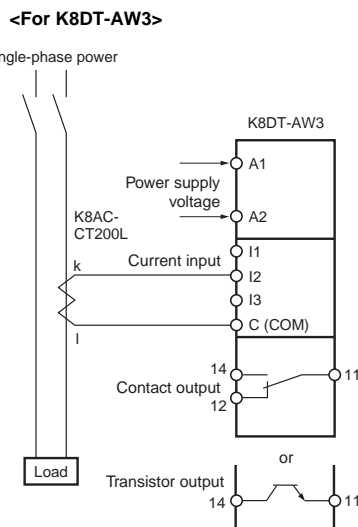 <For K8DT-AW3>
ngle-phase power
K8DT-AW3
A1
Power supply
voltage
A2
K8AC-
CT200L
I1
k
Current input
I2
I3
l
C (COM)
14
11
Contact output
12
or
Load
Transistor output
14
11